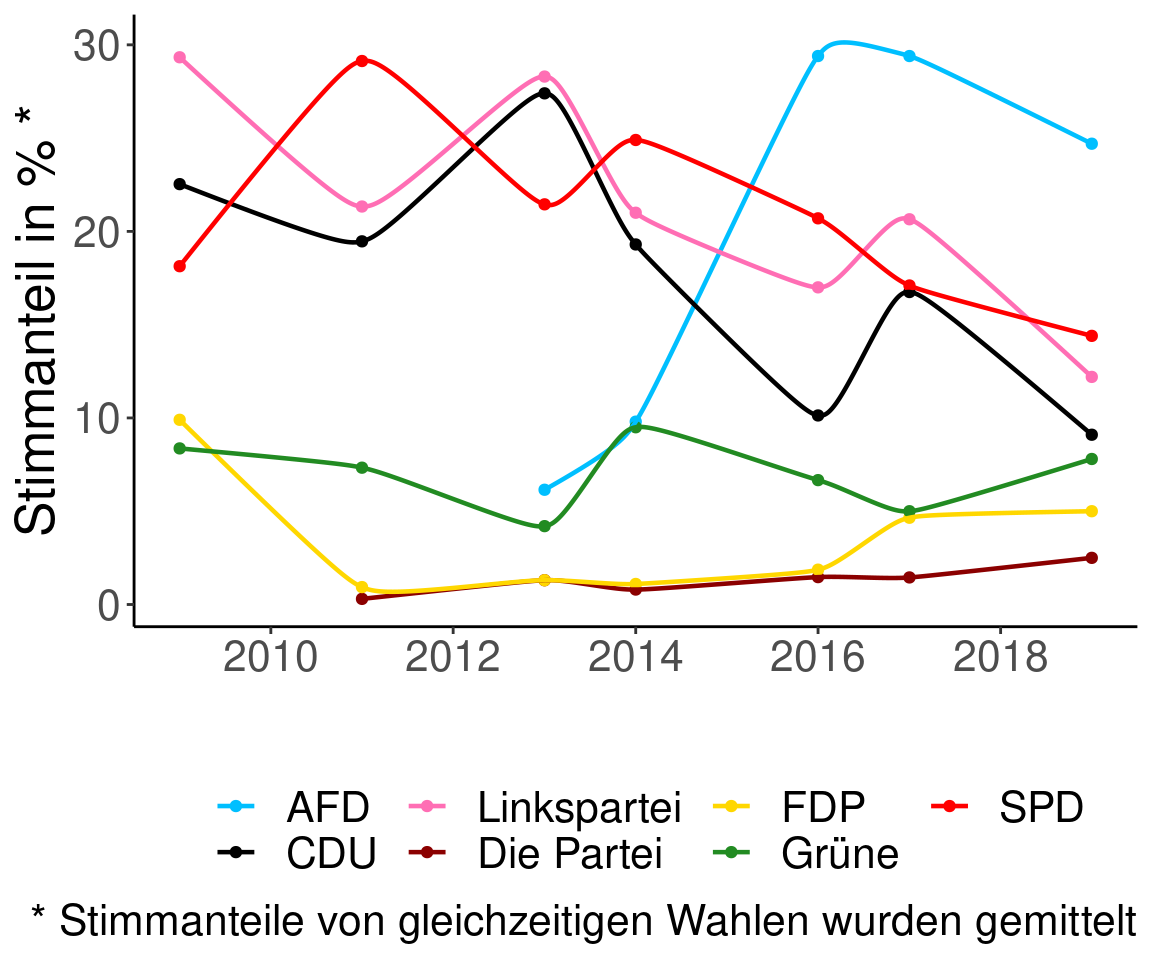 Stimmanteil in % *
30
20
10
0
2010 2012 2014 2016 2018
AFD Linkspartei FDP SPD
CDU Die Partei Grüne
* Stimmanteile von gleichzeitigen Wahlen wurden gemittelt